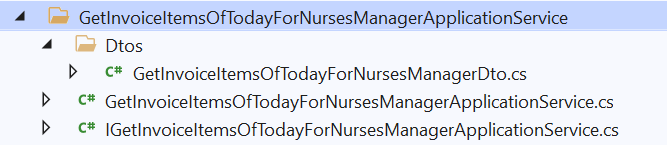 GetInvoiceItemsOfTodayForNursesManagerApplicationService
Dtos
C# GetInvoiceItemsOfTodayForNursesManagerDto.cs
C# GetInvoiceItemsOfTodayForNursesManagerApplicationService.cs
C# IGetInvoiceItemsOfTodayForNursesManagerApplicationService.cs